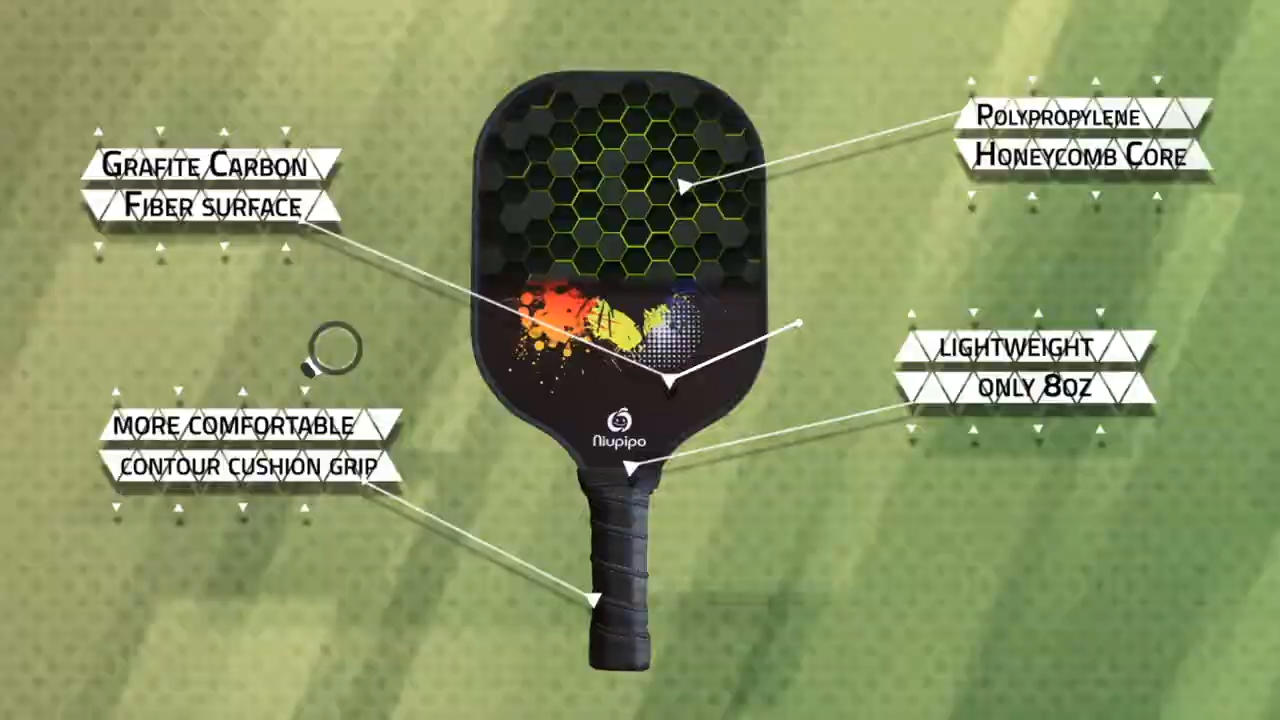 Grafite Carbon
Fiber surface
Polypropylene
Honeycomb Core
LIGHTWEIGHT
ONLY 8OZ
MORE COMFORTABLE
CONTOUR CUSHION GRIP
Niupipo